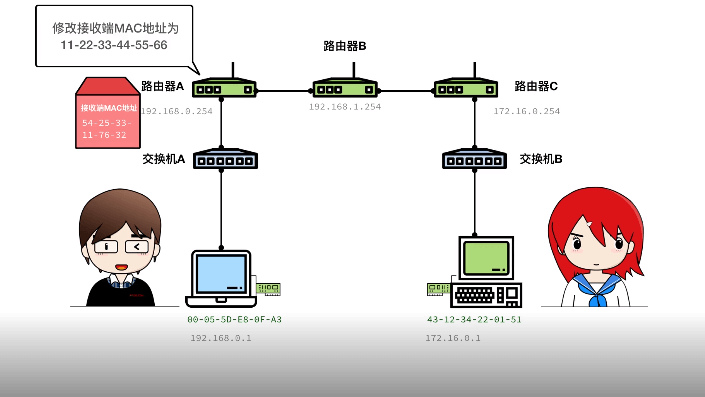 修改接收端MAC地址为
11-22-33-44-55-66
路由器B
路由器A
路由器C
接收端MAC地址
54-25-33-
11-76-32
192.168.0.254
192.168.1.254
172.16.0.254
交换机A
交换机B
00-05-5D-E8-0F-A3
43-12-34-22-01-51
192.168.0.1
172.16.0.1